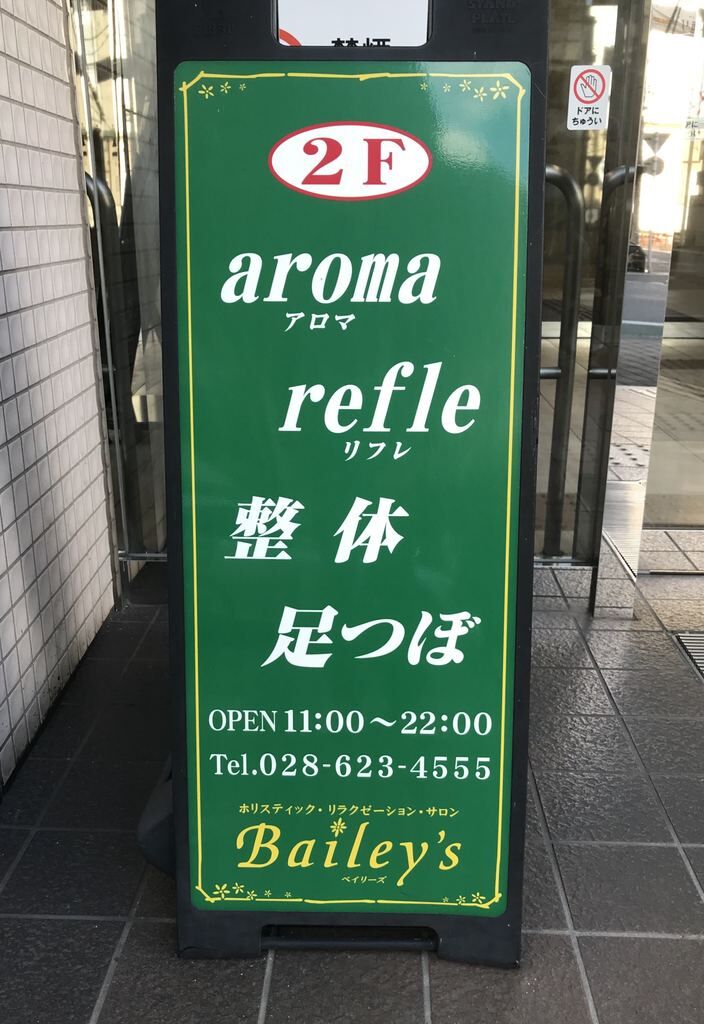 STAND
PLATE
ドアに
ちゅうい
2F
aroma
アロマ
refle
リフレ
整体
足つぼ
OPEN 11:00～22:00
Tel.028-623-4555
ホリスティック・リラクゼーション・サロン
Bailey's
ベイリーズ